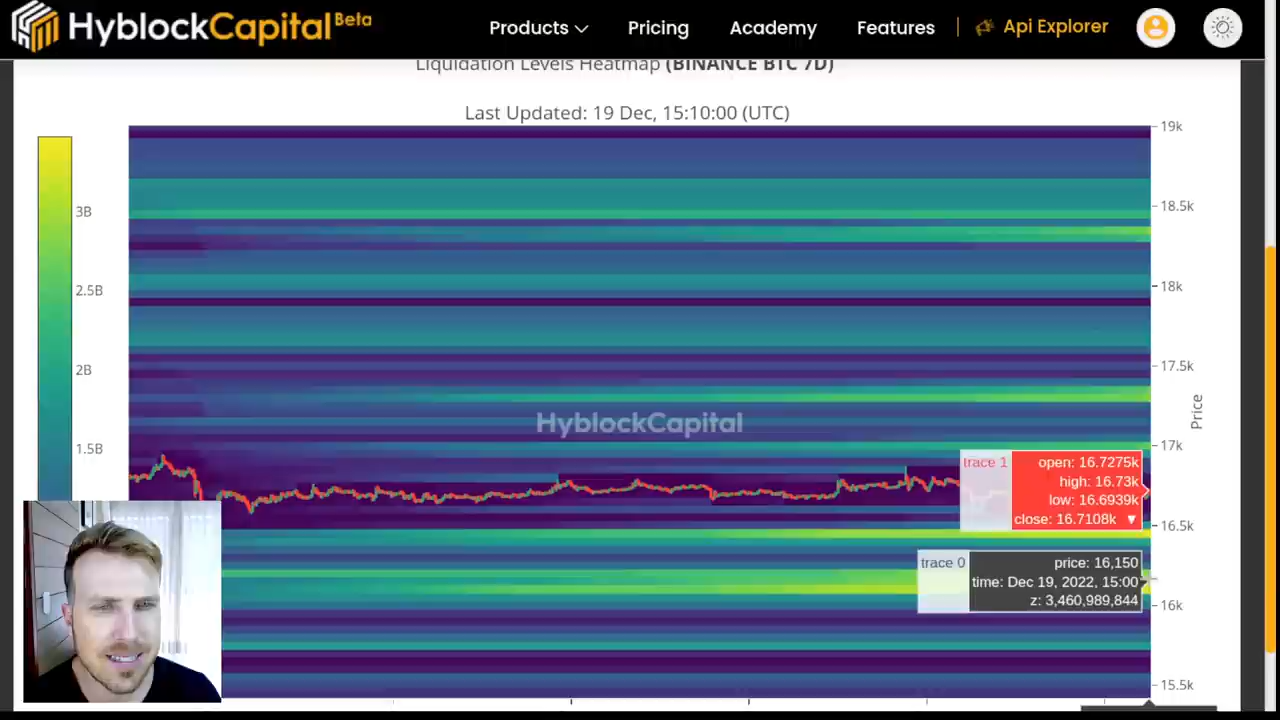 HyblockCapital Beta
Products Pricing Academy Features Api Explorer
Liquidation Levels Heatmap (BINANCE BTC 7D)
Last Updated: 19 Dec, 15:10:00 (UTC)
19k
3B
18.5k
2.5B
18k
2B
17.5k
Price
HyblockCapital
1.5B
17k
trace 1
open: 16.7275k
high: 16.73k
low: 16.6939k
close: 16.7108k ▼
16.5k
trace 0
price: 16,150
time: Dec 19, 2022, 15:00
z: 3,460,989,844
16k
15.5k